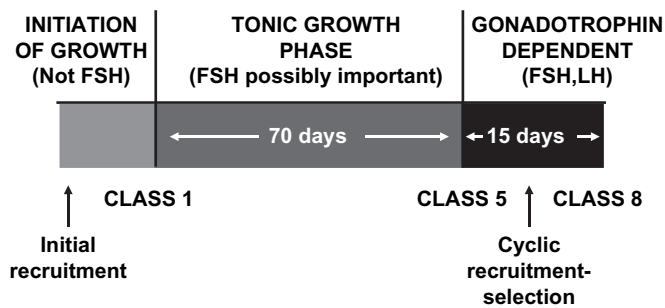 INITIATION
OF GROWTH
(Not FSH)
TONIC GROWTH
PHASE
(FSH possibly important)
GONADOTROPHIN
DEPENDENT
(FSH,LH)
70 days
15 days
CLASS 1
CLASS 5
CLASS 8
Initial
recruitment
Cyclic
recruitment-
selection